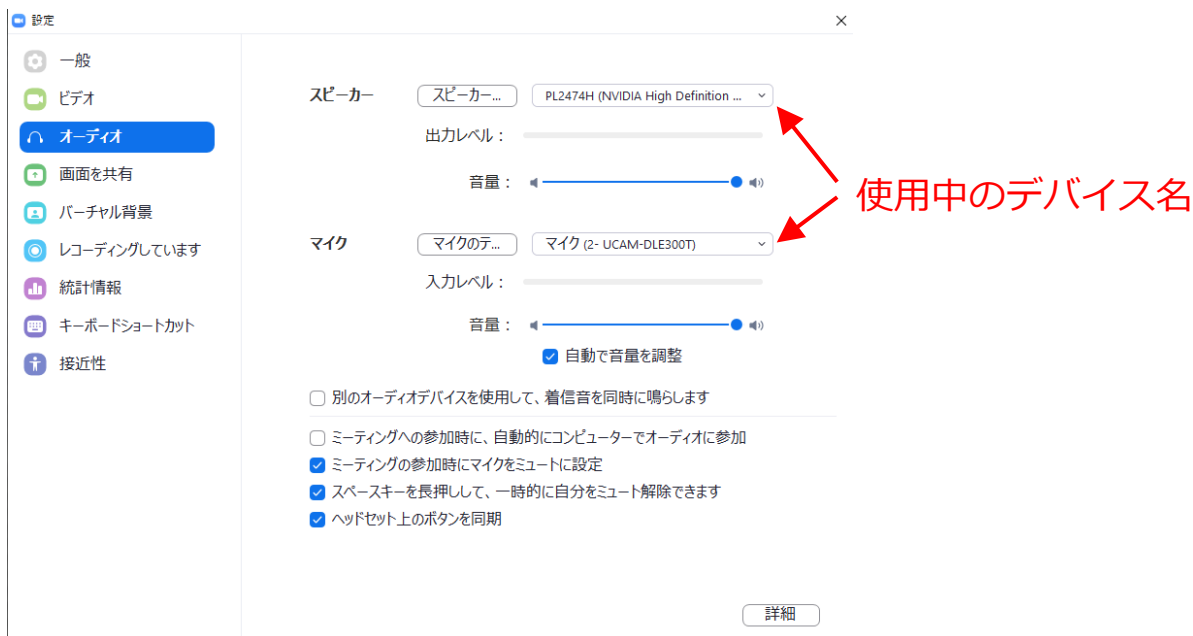 設定
一般
ビデオ
オーディオ
画面を共有
バーチャル背景
レコーディングしています
統計情報
キーボードショートカット
接近性
スピーカー スピーカー... PL2474H (NVIDIA High Definition ...
出力レベル：
音量：
マイク マイクのテ... マイク (2- UCAM-DLE300T)
入力レベル：
音量：
自動で音量を調整
別のオーディオデバイスを使用して、着信音を同時に鳴らします
ミーティングへの参加時に、自動的にコンピューターでオーディオに参加
ミーティングの参加時にマイクをミュートに設定
スペースキーを長押しして、一時的に自分をミュート解除できます
ヘッドセット上のボタンを同期
詳細
使用中のデバイス名